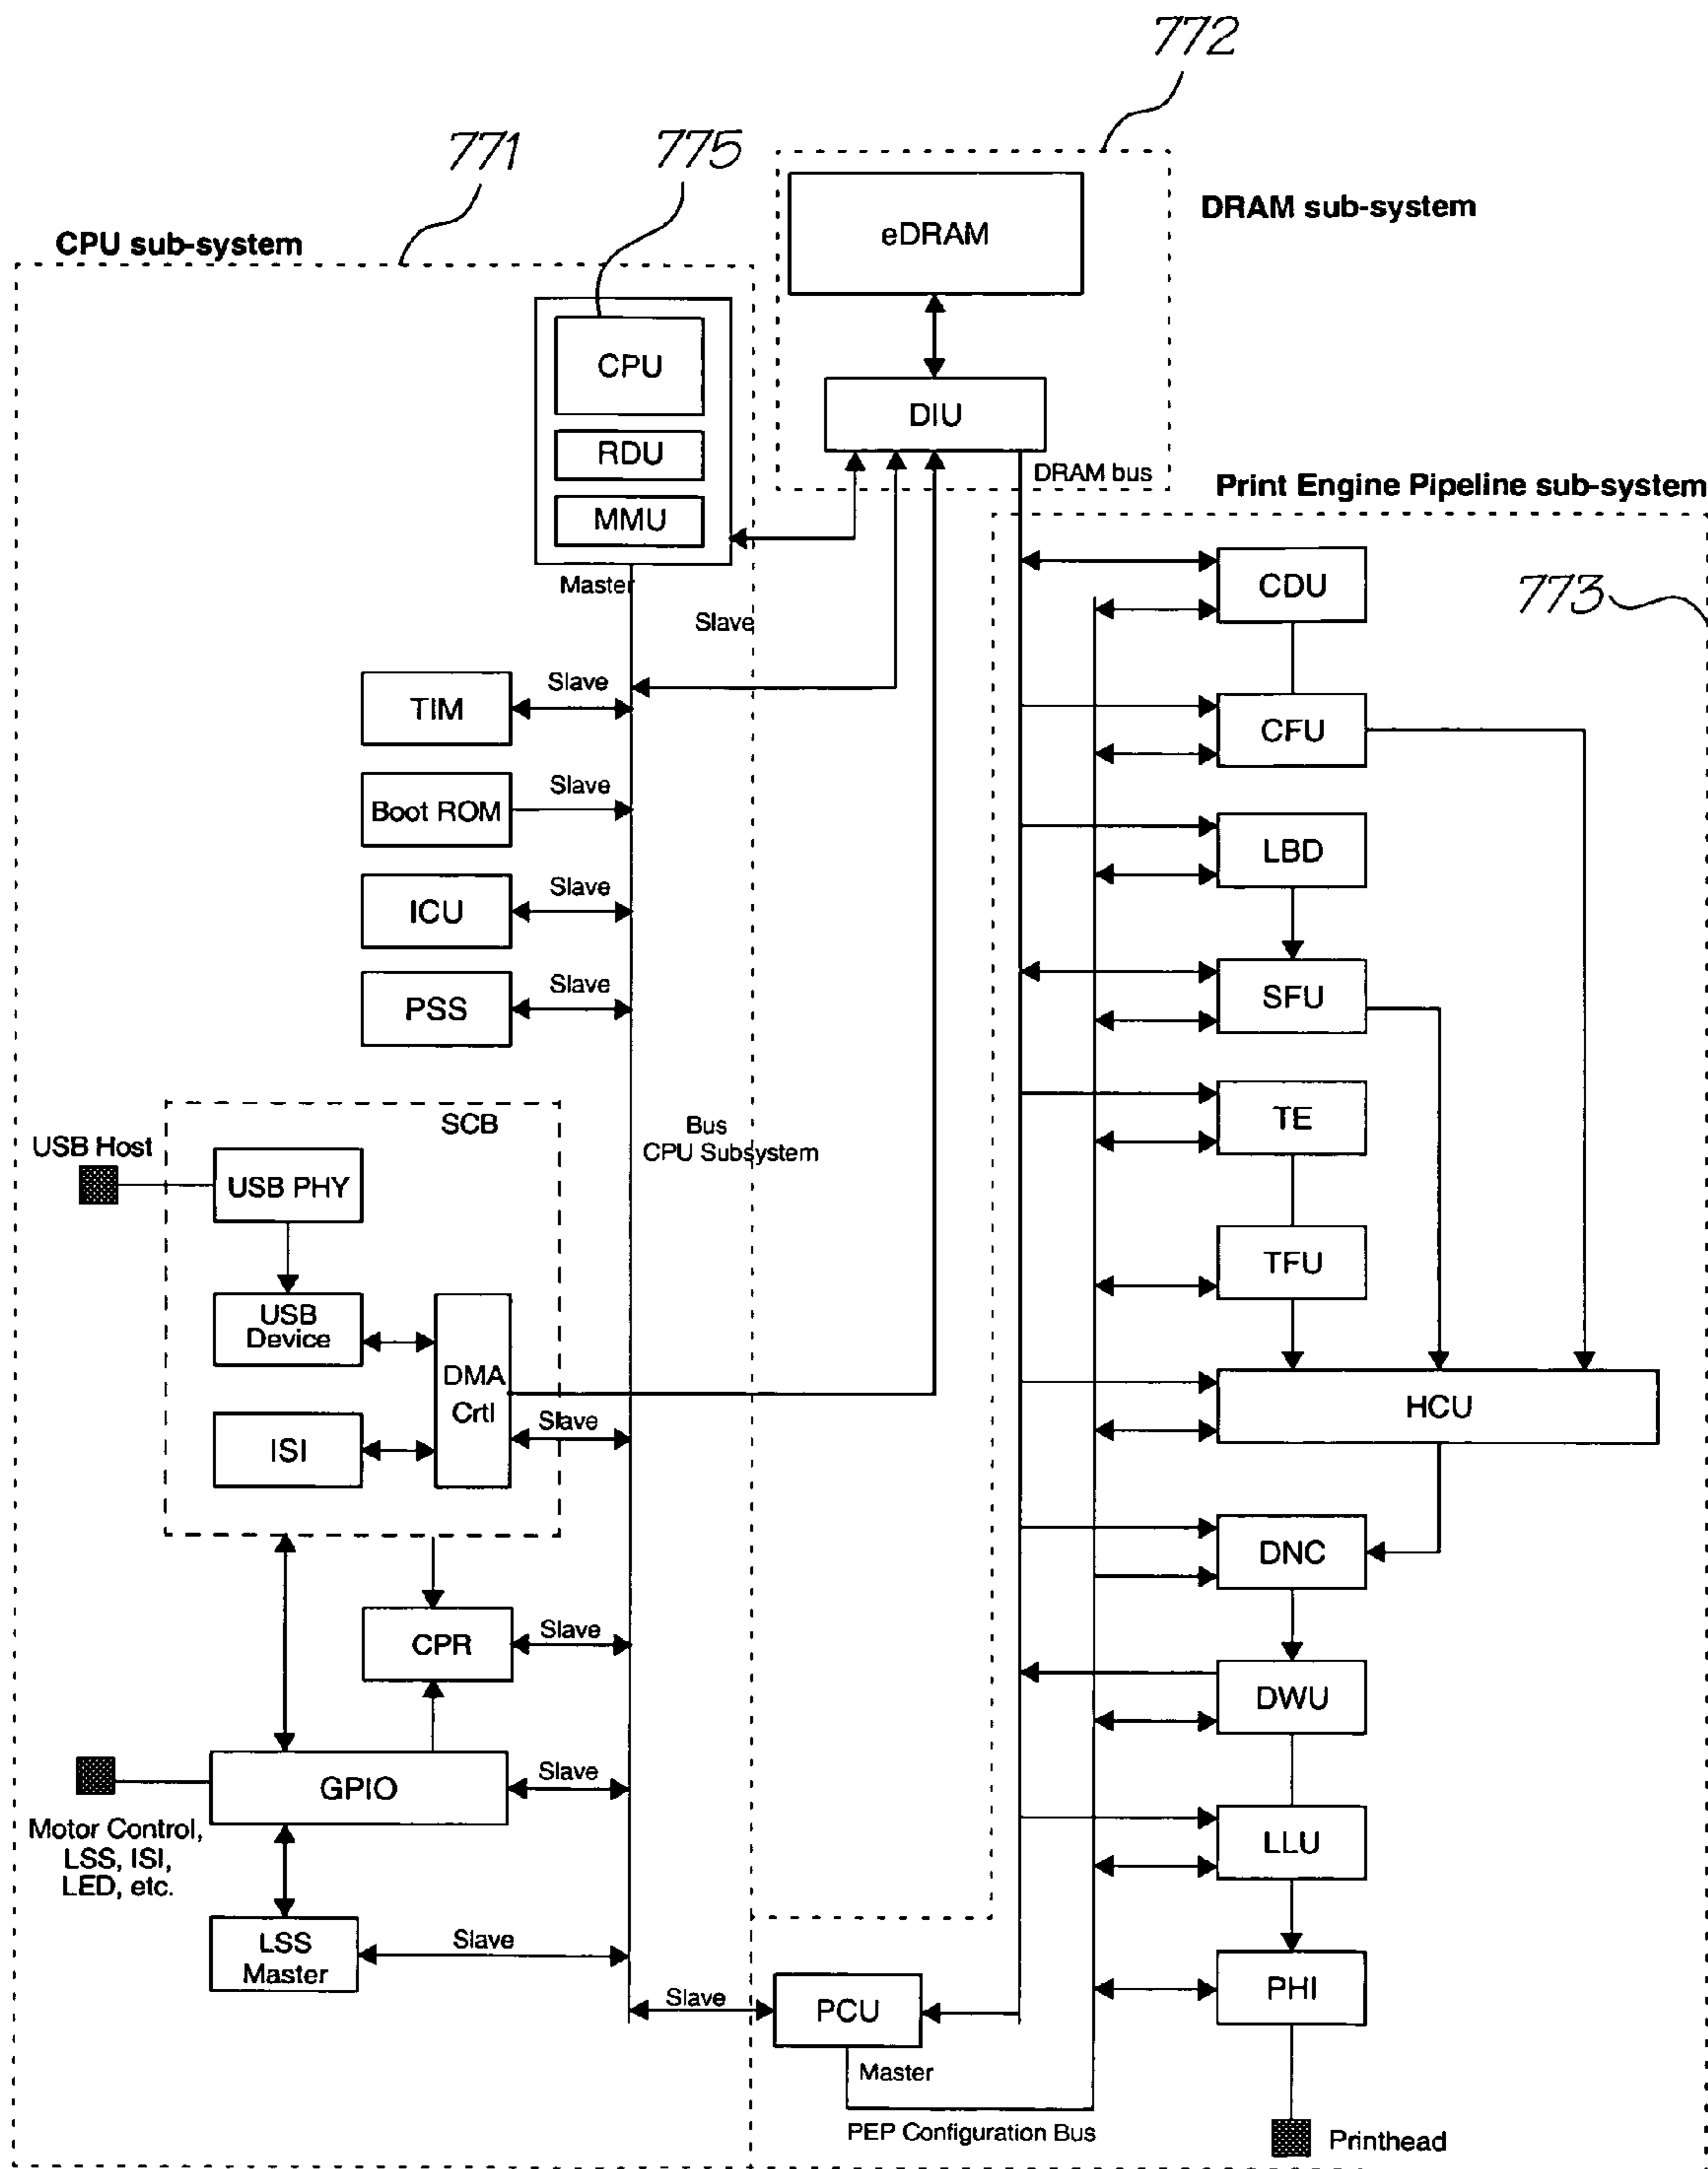 772
771
775
DRAM sub-system
eDRAM
CPU sub-system
CPU
DIU
RDU
DRAM bus
MMU
Print Engine Pipeline sub-system
Master
CDU
773
Slave
Slave
TIM
CFU
Slave
Boot ROM
LBD
Slave
ICU
Slave
PSS
SFU
SCB
TE
Bus
CPU Subsystem
USB Host
USB PHY
TFU
USB
Device
DMA
Crtl
HCU
Slave
ISI
DNC
CPR
Slave
DWU
Slave
GPIO
Motor Control,
LSS, ISI,
LED, etc.
LLU
LSS
Master
Slave
PHI
Slave
PCU
Master
PEP Configuration Bus
Printhead